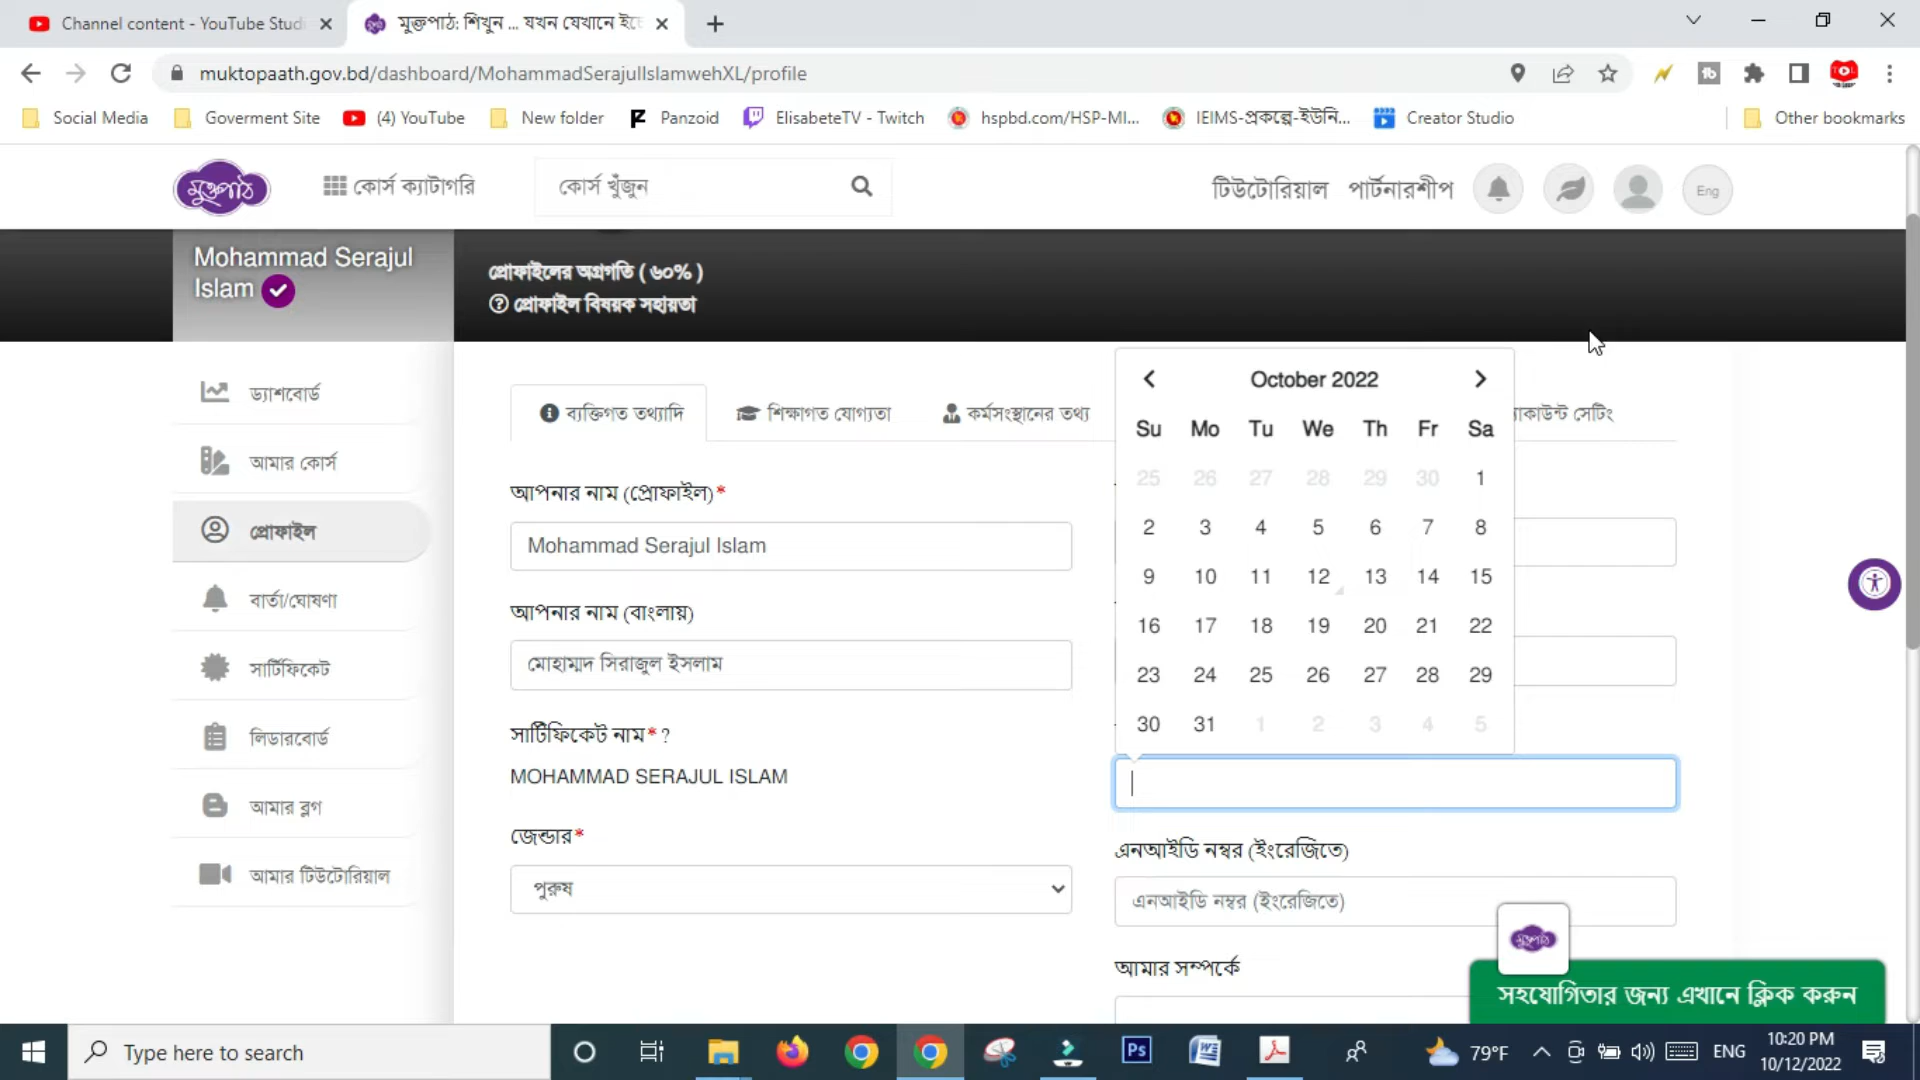 Channel content - YouTube Studi
মুক্তপাঠ: শিখুন ... যখন যেখানে ইচ্ছে
muktopaath.gov.bd/dashboard/MohammadSerajulIslamwehXL/profile
Social Media
Goverment Site
(4) YouTube
New folder
Panzoid
ElisabeteTV - Twitch
hspbd.com/HSP-MI...
IEIMS-প্রকল্পে-ইউনি...
Creator Studio
Other bookmarks
মুক্তপাঠ
কোর্স ক্যাটাগরি
কোর্স খুঁজুন
টিউটোরিয়াল
পার্টনারশীপ
Eng
Mohammad Serajul
Islam
প্রোফাইলের অগ্রগতি ( ৬০% )
প্রোফাইল বিষয়ক সহায়তা
ড্যাশবোর্ড
আমার কোর্স
প্রোফাইল
বার্তা/ঘোষণা
সার্টিফিকেট
লিডারবোর্ড
আমার ব্লগ
আমার টিউটোরিয়াল
ব্যক্তিগত তথ্যাদি
শিক্ষাগত যোগ্যতা
কর্মসংস্থানের তথ্য
াকাউন্ট সেটিং
আপনার নাম (প্রোফাইল)*
Mohammad Serajul Islam
আপনার নাম (বাংলায়)
মোহাম্মদ সিরাজুল ইসলাম
সার্টিফিকেট নাম* ?
MOHAMMAD SERAJUL ISLAM
জেন্ডার*
পুরুষ
October 2022
Su Mo Tu We Th Fr Sa
25 26 27 28 29 30 1
2 3 4 5 6 7 8
9 10 11 12 13 14 15
16 17 18 19 20 21 22
23 24 25 26 27 28 29
30 31 1 2 3 4 5
এনআইডি নম্বর (ইংরেজিতে)
এনআইডি নম্বর (ইংরেজিতে)
আমার সম্পর্কে
মুক্তপাঠ
সহযোগিতার জন্য এখানে ক্লিক করুন
Type here to search
Ps
79°F
ENG
10:20 PM
10/12/2022